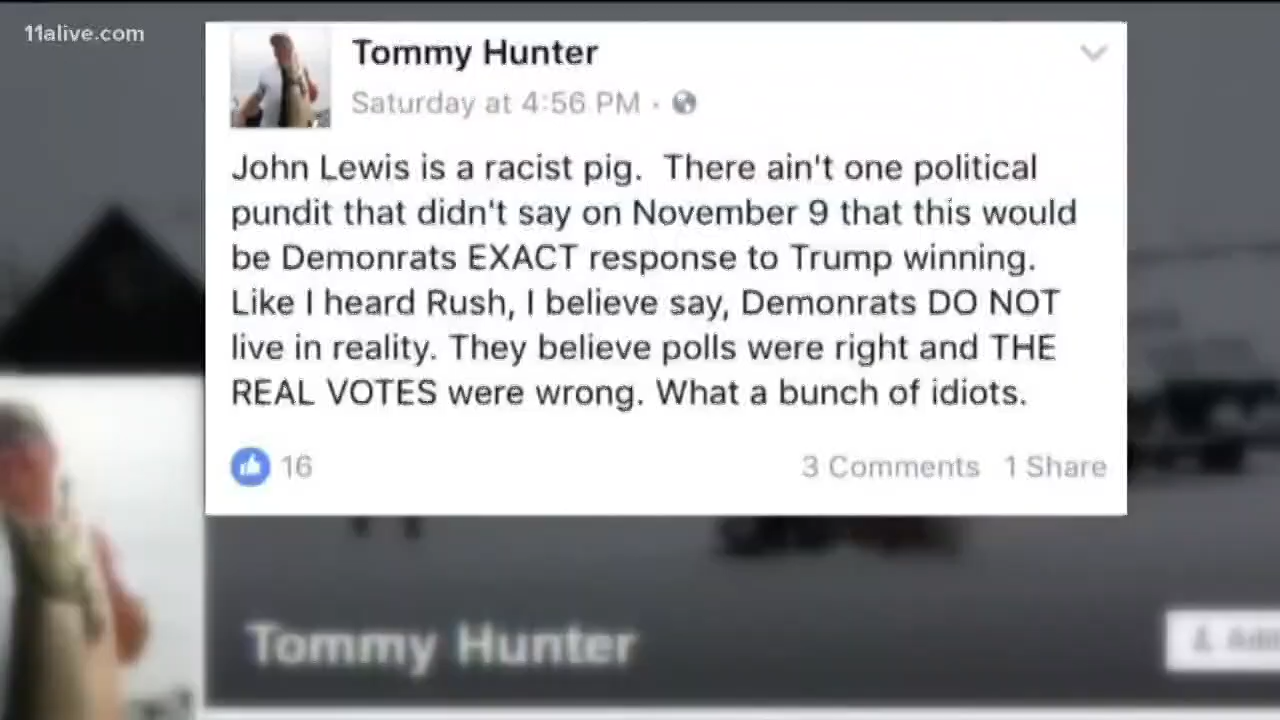 11alive.com
Tommy Hunter
Saturday at 4:56 PM ·
John Lewis is a racist pig.  There ain't one political
pundit that didn't say on November 9 that this would
be Demonrats EXACT response to Trump winning.
Like I heard Rush, I believe say, Demonrats DO NOT
live in reality. They believe polls were right and THE
REAL VOTES were wrong. What a bunch of idiots.
16
3 Comments 1 Share
Tommy Hunter